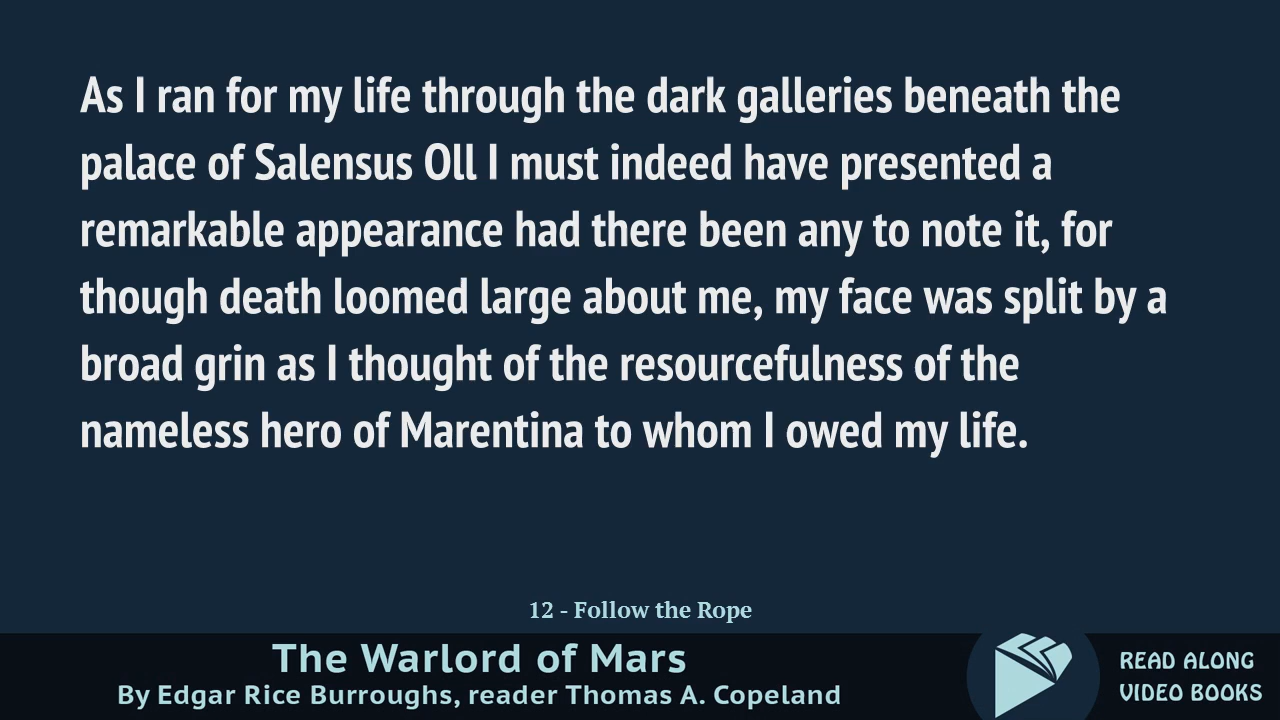 As I ran for my life through the dark galleries beneath the
palace of Salensus Oll I must indeed have presented a
remarkable appearance had there been any to note it, for
though death loomed large about me, my face was split by a
broad grin as I thought of the resourcefulness of the
nameless hero of Marentina to whom I owed my life.
12 - Follow the Rope
The Warlord of Mars
By Edgar Rice Burroughs, reader Thomas A. Copeland
READ ALONG
VIDEO BOOKS